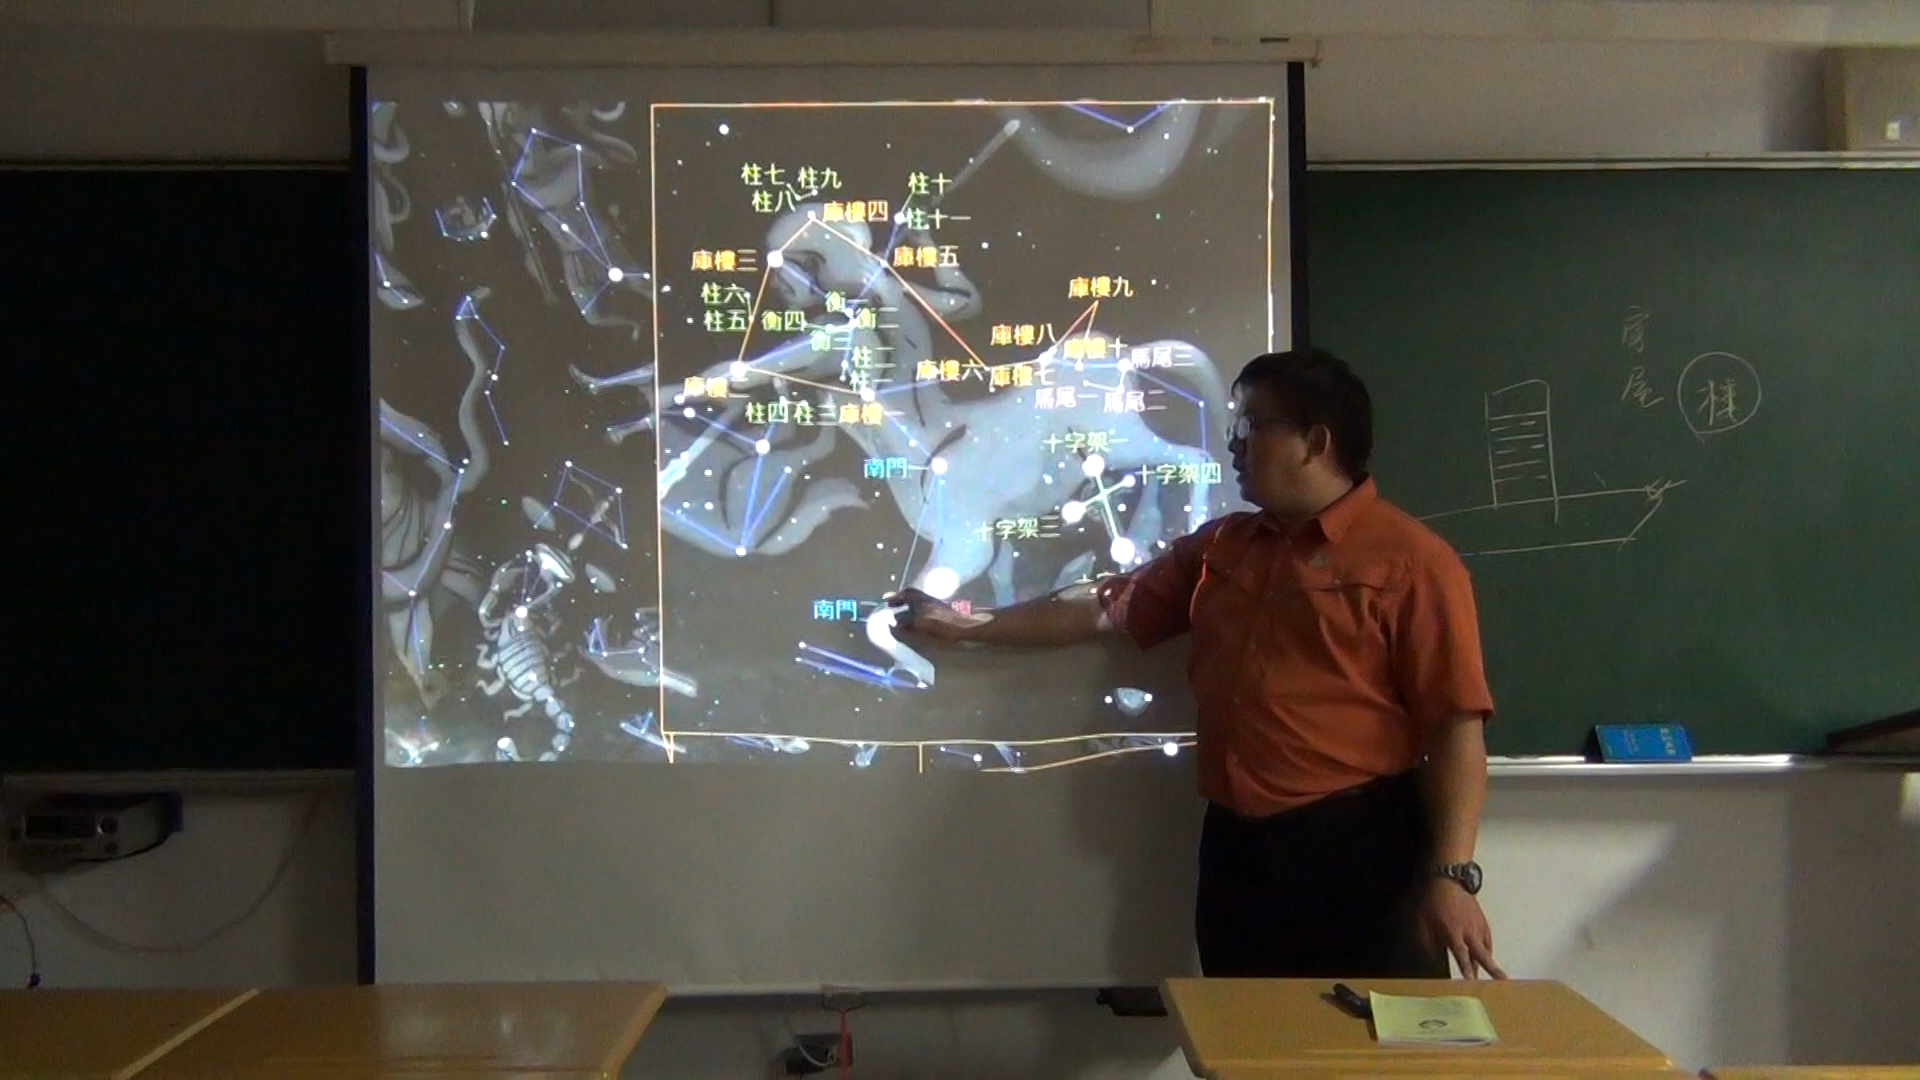 柱七 柱九
柱八
柱十
庫樓四
柱十一
庫樓三
庫樓五
庫樓九
柱六
衡一
柱五 衡四
衡二
衡三
庫樓八
庫樓十
柱二
馬尾三
柱一
庫樓六
庫樓七
庫樓二
馬尾一
馬尾二
柱四 柱三 庫樓一
十字架一
南門一
十字架四
十字架三
南門二
樓
尾